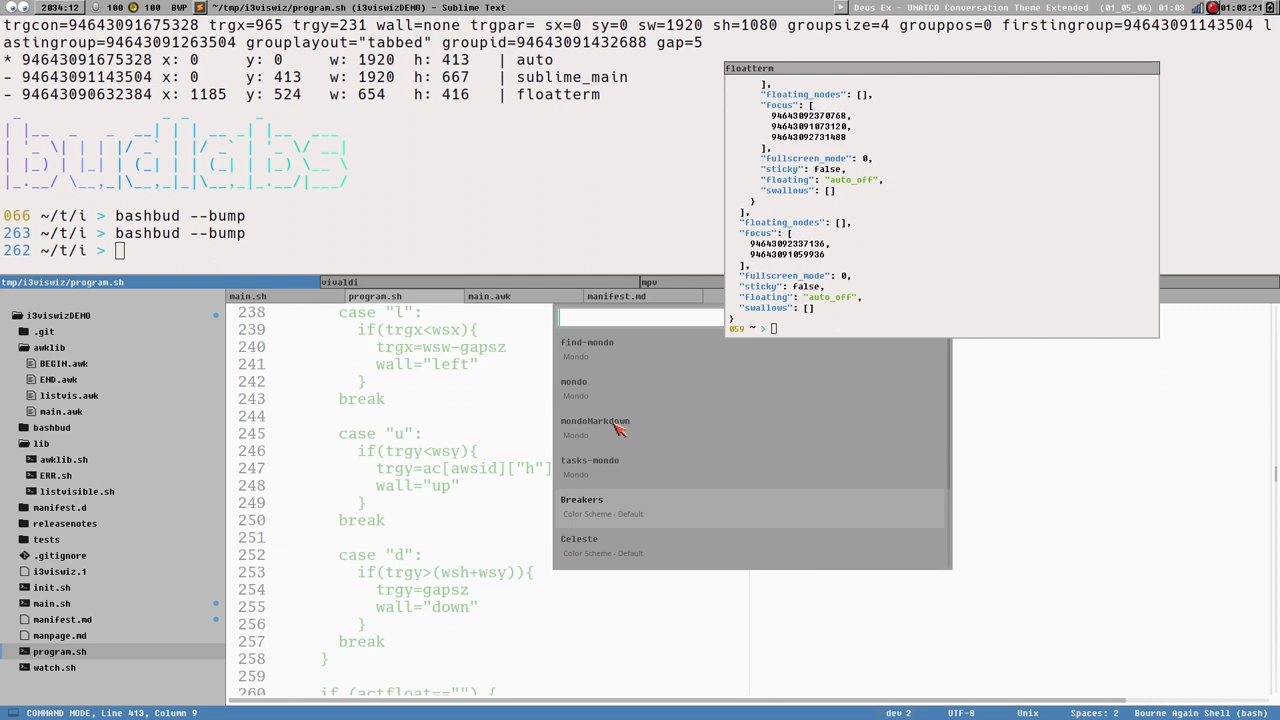 2034:12 100 100 BWP ~/tmp/i3viswiz/program.sh (i3viswizDEMO) - Sublime Text Deus Ex - UNATCO Conversation Theme Extended (01_05_06) 01:03 01:03:21
trgcon=94643091675328 trgx=965 trgy=231 wall=none trgpar= sx=0 sy=0 sw=1920 sh=1080 groupsize=4 grouppos=0 firstingroup=94643091143504 l
astingroup=94643091263504 grouplayout="tabbed" groupid=94643091432688 gap=5
* 94643091675328 x: 0 y: 0 w: 1920 h: 413 | auto
- 94643091143504 x: 0 y: 413 w: 1920 h: 667 | sublime_main
- 94643090632384 x: 1185 y: 524 w: 654 h: 416 | floatterm
budlabs
066 ~/t/i > bashbud --bump
263 ~/t/i > bashbud --bump
262 ~/t/i >
floatterm
],
"floating_nodes": [],
"focus": [
94643092370768,
94643091073120,
94643092731488
],
"fullscreen_mode": 0,
"sticky": false,
"floating": "auto_off",
"swallows": []
}
],
"floating_nodes": [],
"focus": [
94643092337136,
94643091059936
],
"fullscreen_mode": 0,
"sticky": false,
"floating": "auto_off",
"swallows": []
}
059 ~ >
tmp/i3viswiz/program.sh vivaldi mpv
main.sh program.sh main.awk manifest.md
i3viswizDEMO
.git
awklib
BEGIN.awk
END.awk
listvis.awk
main.awk
bashbud
lib
awklib.sh
ERR.sh
listvisible.sh
manifest.d
releasenotes
tests
.gitignore
i3viswiz.1
init.sh
main.sh
manifest.md
manpage.md
program.sh
watch.sh
238 case "l":
239 if(trgx<wsx){
240 trgx=wsw-gapsz
241 wall="left"
242 }
243 break
244
245 case "u":
246 if(trgy<wsy){
247 trgy=ac[awsid]["h"]
248 wall="up"
249 }
250 break
251
252 case "d":
253 if(trgy>(wsh+wsy)){
254 trgy=gapsz
255 wall="down"
256 }
257 break
258 }
259
260 if (actfloat=="") {
find-mondo
Mondo
mondo
Mondo
mondoMarkdown
Mondo
tasks-mondo
Mondo
Breakers
Color Scheme - Default
Celeste
Color Scheme - Default
COMMAND MODE, Line 413, Column 9 dev 2 UTF-8 Unix Spaces: 2 Bourne Again Shell (bash)